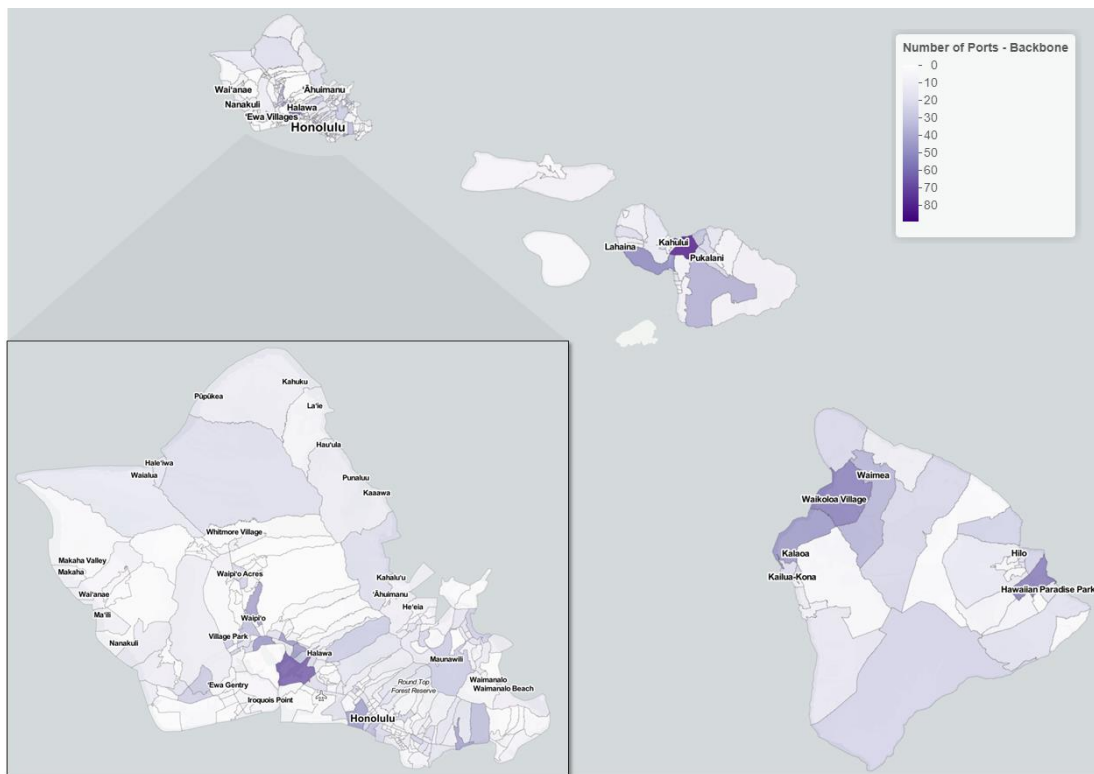 Number of Ports - Backbone
0
10
20
30
40
50
60
70
80
Wai‘anae
‘Āhuimanu
Nanakuli
Halawa
‘Ewa Villages
Honolulu
Lahaina
Kahului
Pukalani
Kahuku
Pūpūkea
La‘ie
Hau‘ula
Hale‘iwa
Waialua
Punaluu
Kaaawa
Whitmore Village
Makaha Valley
Makaha
Waipi‘o Acres
Kahalu‘u
‘Āhuimanu
Wai‘anae
He‘eia
Ma‘ili
Waipi‘o
Village Park
Nanakuli
Halawa
Maunawili
‘Ewa Gentry
Round Top
Forest Reserve
Waimanalo
Waimanalo Beach
Iroquois Point
Honolulu
Waimea
Waikoloa Village
Kalaoa
Kailua-Kona
Hilo
Hawaiian Paradise Park